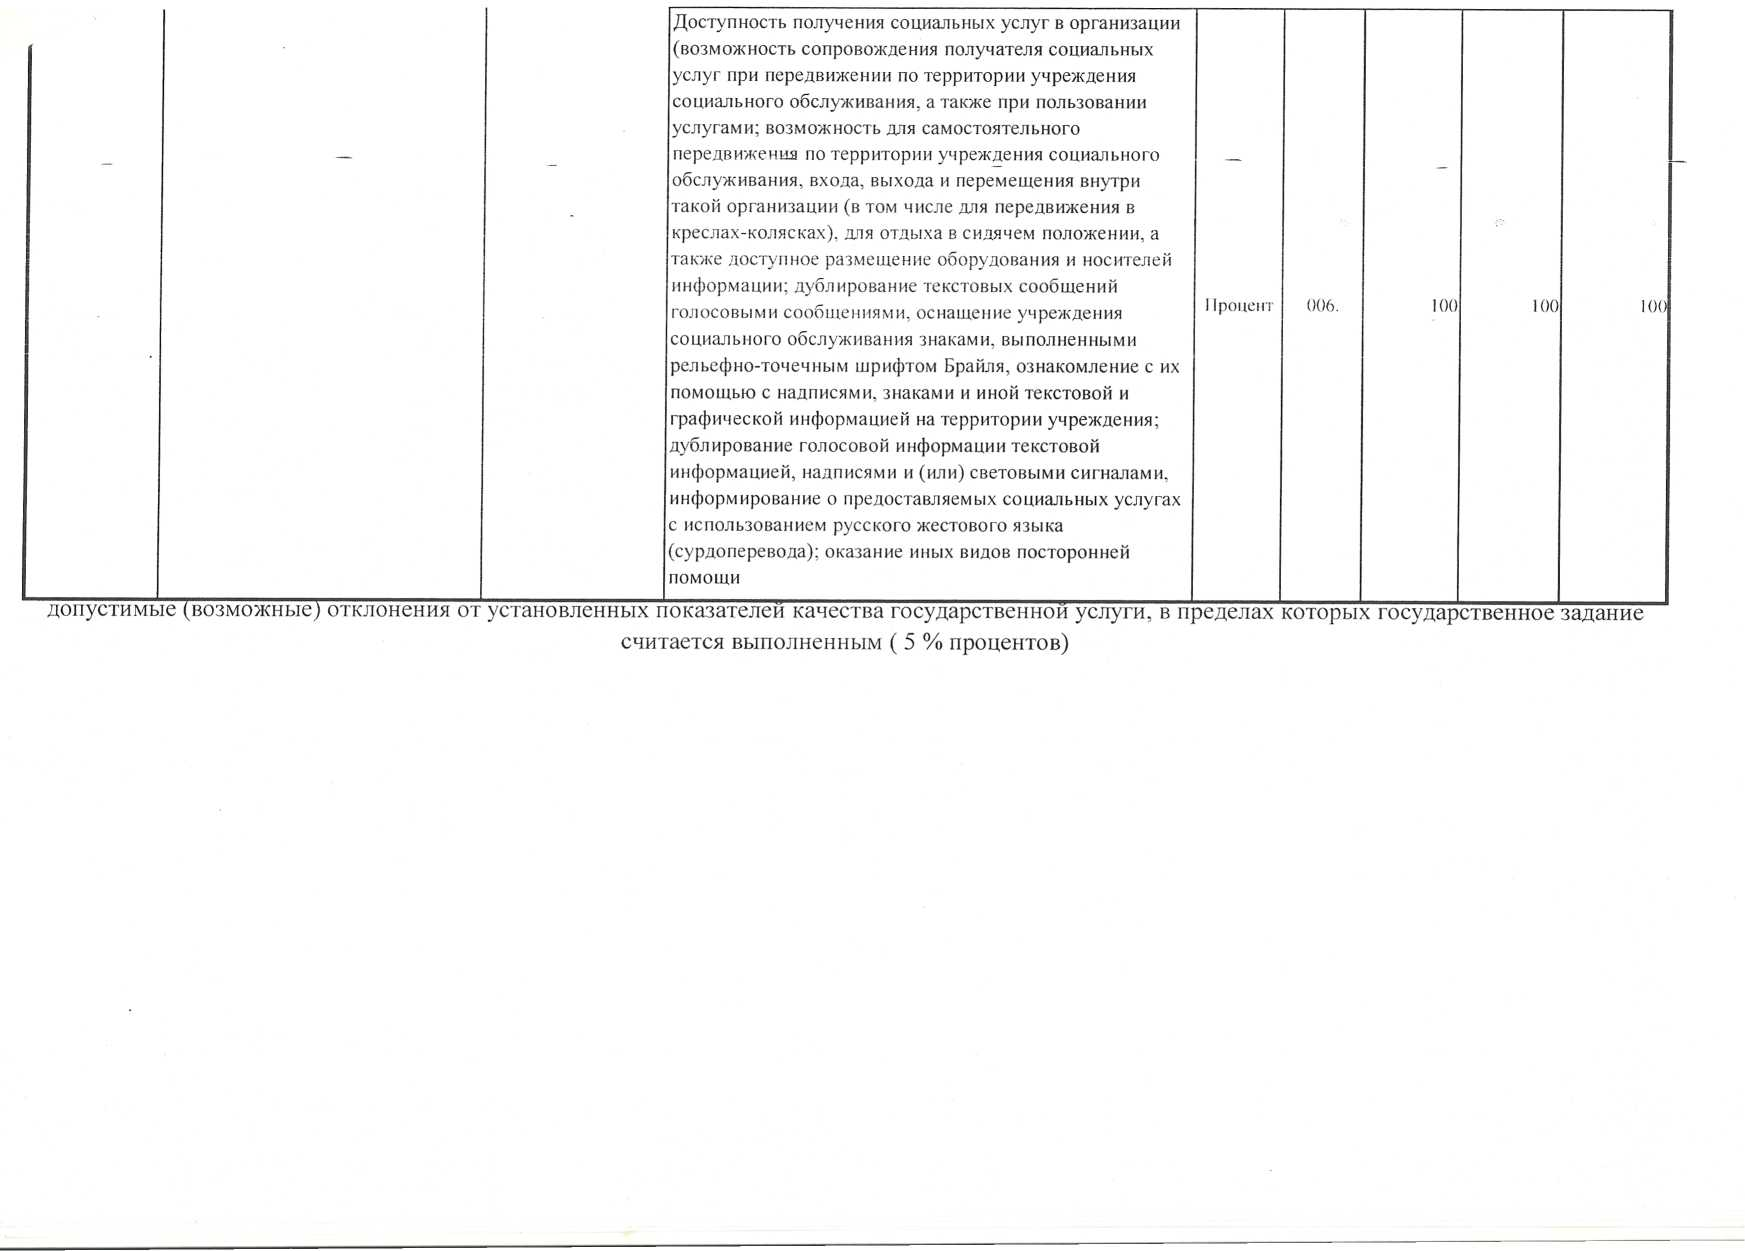 Доступность получения социальных услуг в организации
(возможность сопровождения получателя социальных
услуг при передвижении по территории учреждения
социального обслуживания, а также при пользовании
услугами; возможность для самостоятельного
передвижения по территории учреждения социального
обслуживания, входа, выхода и перемещения внутри
такой организации (в том числе для передвижения в
креслах-колясках), для отдыха в сидячем положении, а
также доступное размещение оборудования и носителей
информации; дублирование текстовых сообщений
голосовыми сообщениями, оснащение учреждения
социального обслуживания знаками, выполненными
рельефно-точечным шрифтом Брайля, ознакомление с их
помощью с надписями, знаками и иной текстовой и
графической информацией на территории учреждения;
дублирование голосовой информации текстовой
информацией, надписями и (или) световыми сигналами,
информирование о предоставляемых социальных услугах
с использованием русского жестового языка
(сурдоперевода); оказание иных видов посторонней
помощи
Процент 006. 100 100 100
допустимые (возможные) отклонения от установленных показателей качества государственной услуги, в пределах которых государственное задание
считается выполненным ( 5 % процентов)